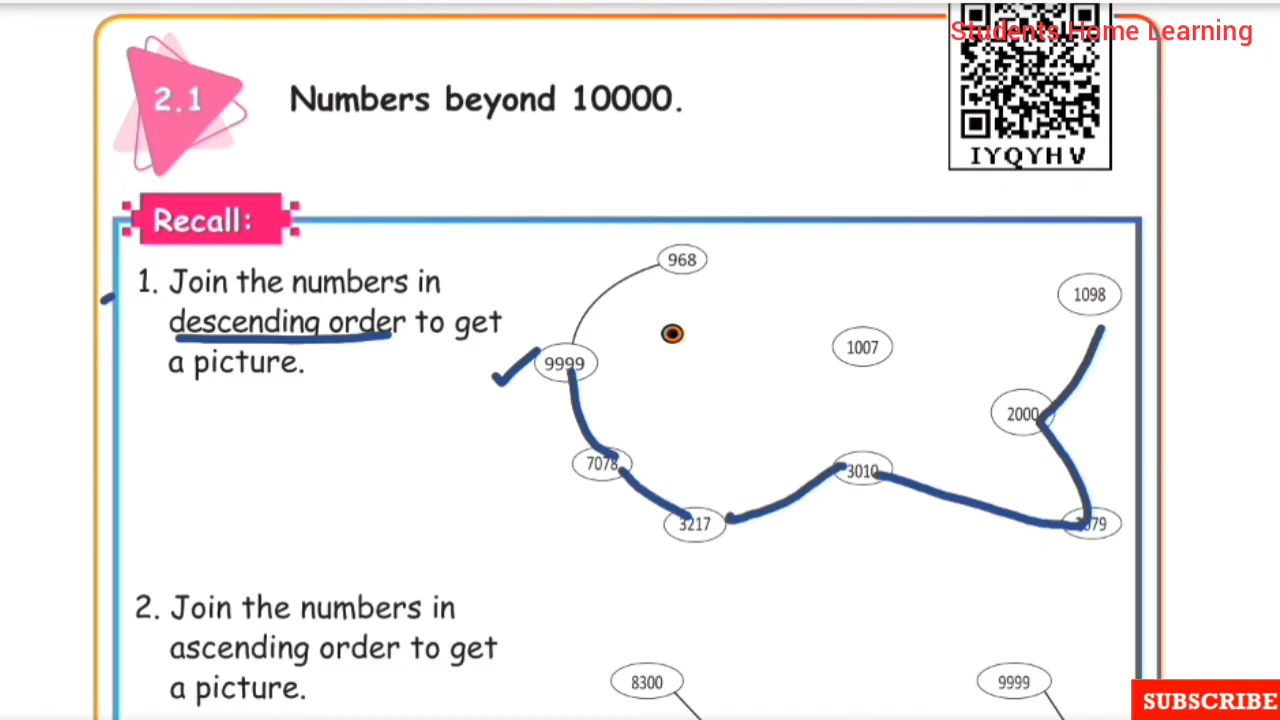 Students Home Learning
2.1 Numbers beyond 10000.
IYQYHV
Recall:
1. Join the numbers in
descending order to get
a picture.
968
1098
1007
9999
2000
7078
3010
3217
2. Join the numbers in
ascending order to get
a picture.
8300
9999
SUBSCRIBE